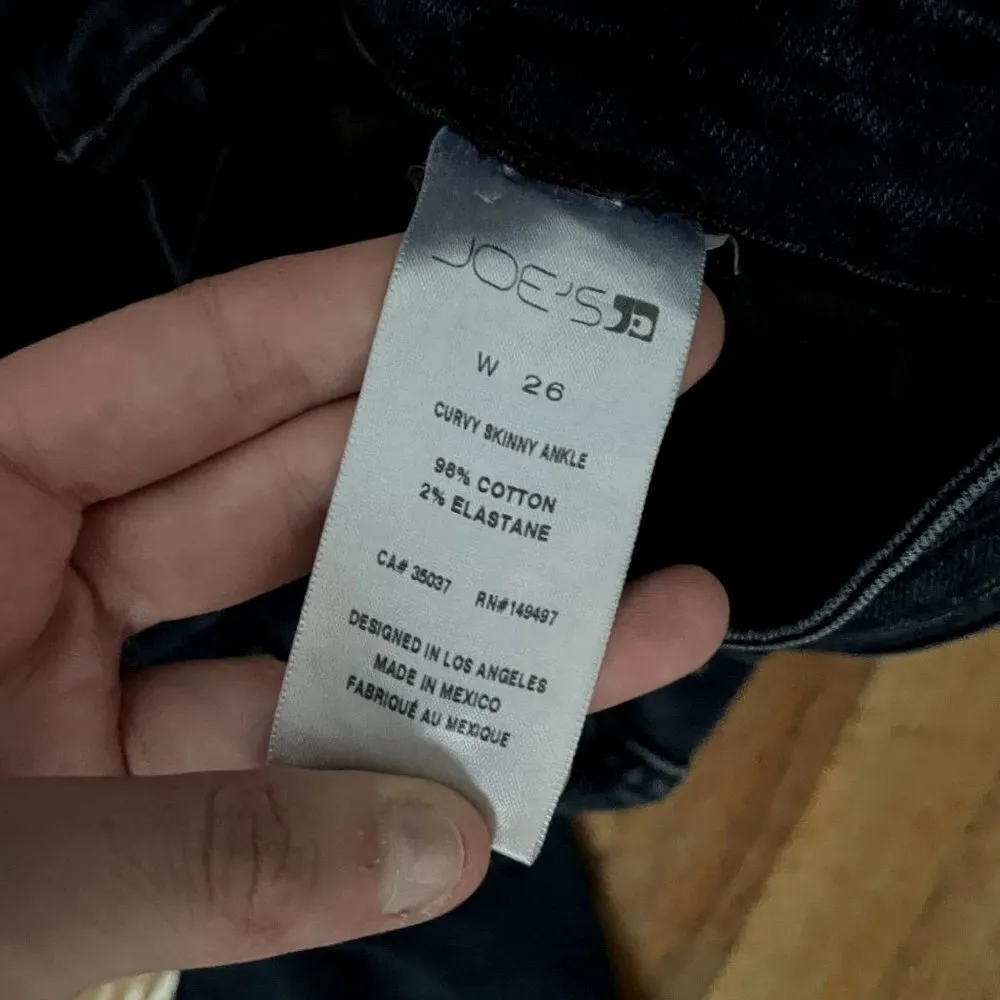 JOE'S
W 26
CURVY SKINNY ANKLE
98% COTTON
2% ELASTANE
CA# 35037 RN#149497
DESIGNED IN LOS ANGELES
MADE IN MEXICO
FABRIQUÉ AU MEXIQUE